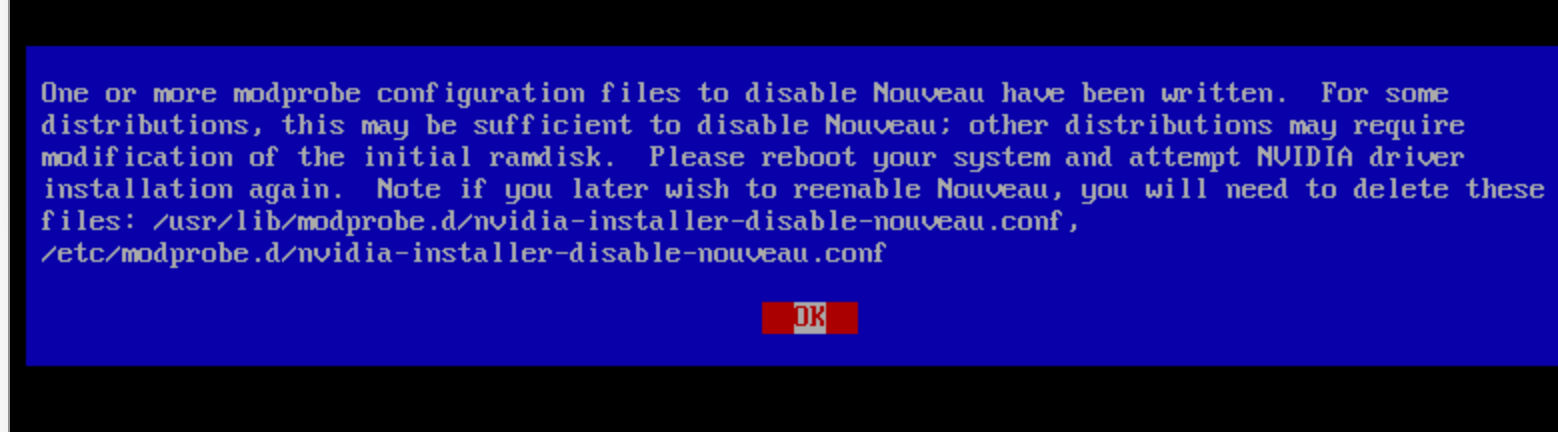 One or more modprobe configuration files to disable Nouveau have been written.  For some
distributions, this may be sufficient to disable Nouveau; other distributions may require
modification of the initial ramdisk.  Please reboot your system and attempt NVIDIA driver
installation again.  Note if you later wish to reenable Nouveau, you will need to delete these
files: /usr/lib/modprobe.d/nvidia-installer-disable-nouveau.conf,
/etc/modprobe.d/nvidia-installer-disable-nouveau.conf
OK